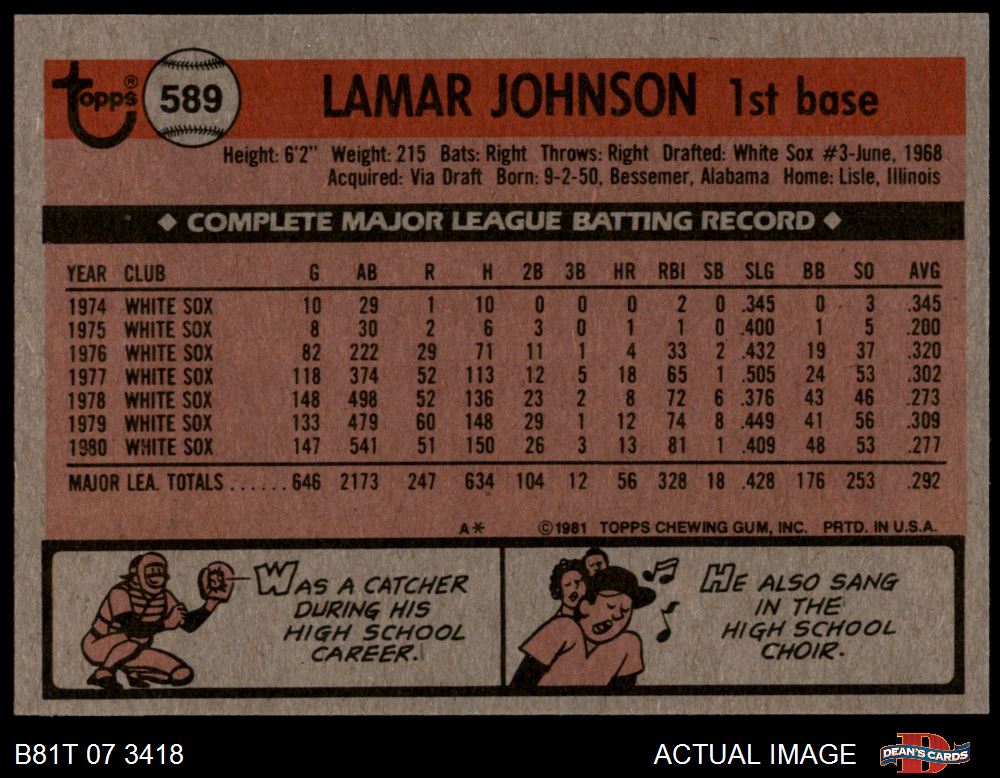 Topps® 589 LAMAR JOHNSON 1st base
Height: 6'2" Weight: 215 Bats: Right Throws: Right Drafted: White Sox #3-June, 1968
Acquired: Via Draft Born: 9-2-50, Bessemer, Alabama Home: Lisle, Illinois
◆ COMPLETE MAJOR LEAGUE BATTING RECORD ◆
YEAR CLUB G AB R H 2B 3B HR RBI SB SLG BB SO AVG
1974 WHITE SOX 10 29 1 10 0 0 0 2 0 .345 0 3 .345
1975 WHITE SOX 8 30 2 6 3 0 1 1 0 .400 1 5 .200
1976 WHITE SOX 82 222 29 71 11 1 4 33 2 .432 19 37 .320
1977 WHITE SOX 118 374 52 113 12 5 18 65 1 .505 24 53 .302
1978 WHITE SOX 148 498 52 136 23 2 8 72 6 .376 43 46 .273
1979 WHITE SOX 133 479 60 148 29 1 12 74 8 .449 41 56 .309
1980 WHITE SOX 147 541 51 150 26 3 13 81 1 .409 48 53 .277
MAJOR LEA. TOTALS ...... 646 2173 247 634 104 12 56 328 18 .428 176 253 .292
A* ©1981 TOPPS CHEWING GUM, INC. PRTD. IN U.S.A.
WAS A CATCHER
DURING HIS
HIGH SCHOOL
CAREER.
HE ALSO SANG
IN THE
HIGH SCHOOL
CHOIR.
B81T 07 3418 ACTUAL IMAGE DEAN'S CARDS